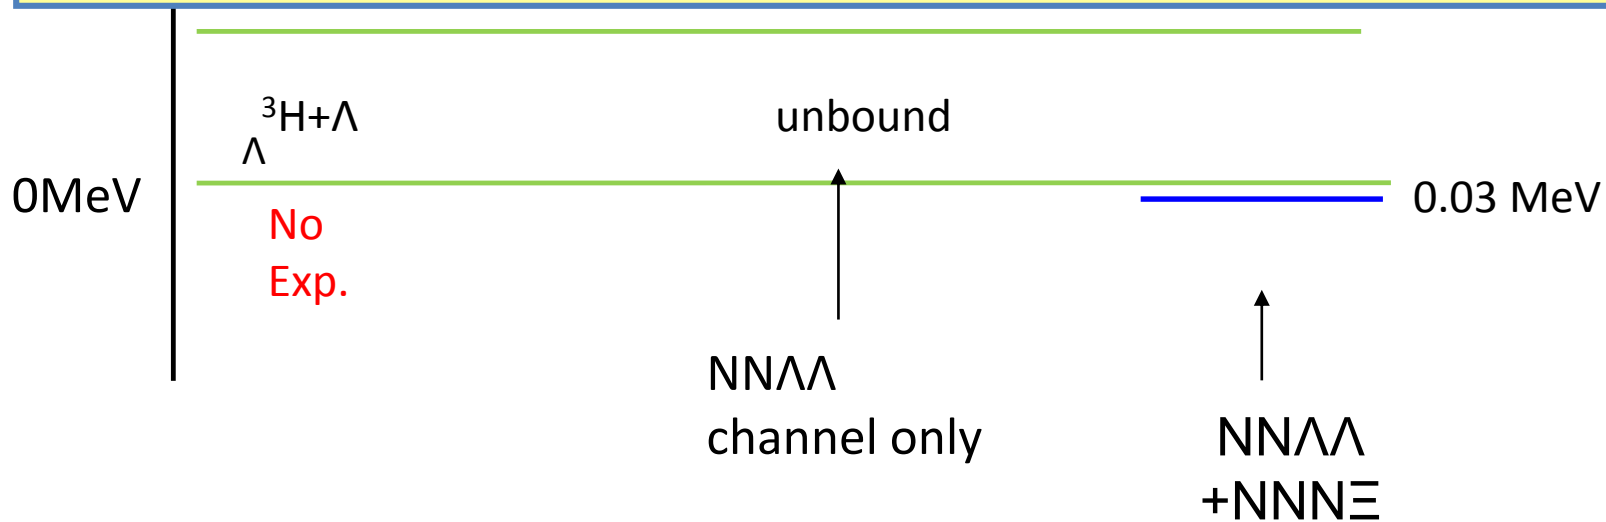 ³H+Λ
Λ
unbound
0MeV
0.03 MeV
No
Exp.
NNΛΛ
channel only
NNΛΛ
+NNNΞ